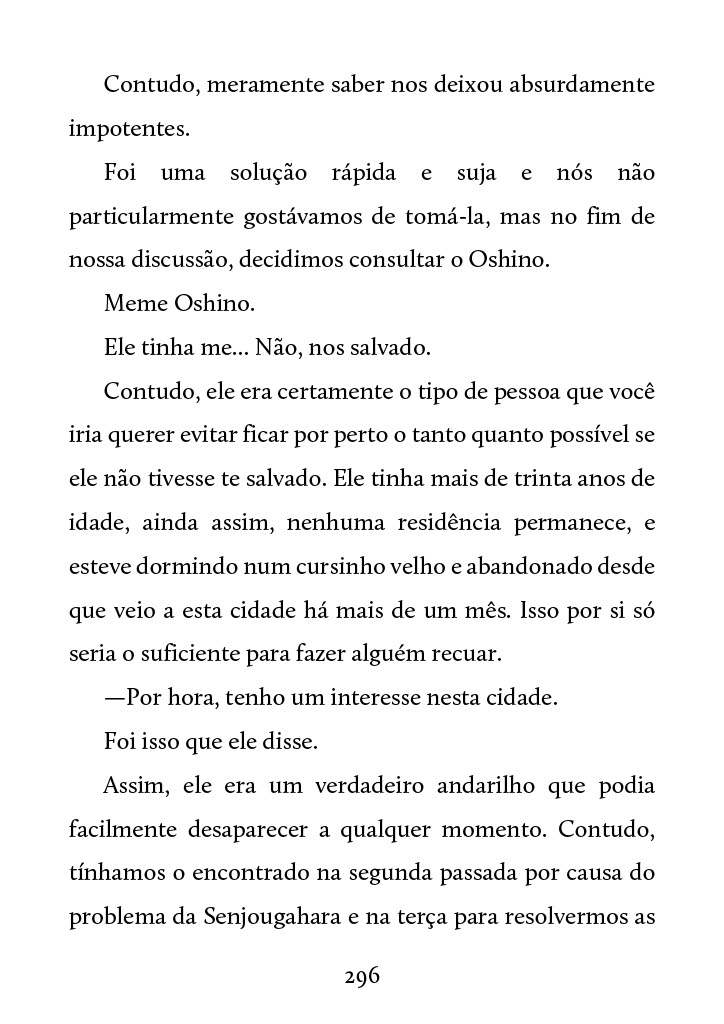 Contudo, meramente saber nos deixou absurdamente
impotentes.
Foi uma solução rápida e suja e nós não
particularmente gostávamos de tomá-la, mas no fim de
nossa discussão, decidimos consultar o Oshino.
Meme Oshino.
Ele tinha me... Não, nos salvado.
Contudo, ele era certamente o tipo de pessoa que você
iria querer evitar ficar por perto o tanto quanto possível se
ele não tivesse te salvado. Ele tinha mais de trinta anos de
idade, ainda assim, nenhuma residência permanece, e
esteve dormindo num cursinho velho e abandonado desde
que veio a esta cidade há mais de um mês. Isso por si só
seria o suficiente para fazer alguém recuar.
—Por hora, tenho um interesse nesta cidade.
Foi isso que ele disse.
Assim, ele era um verdadeiro andarilho que podia
facilmente desaparecer a qualquer momento. Contudo,
tínhamos o encontrado na segunda passada por causa do
problema da Senjougahara e na terça para resolvermos as
296